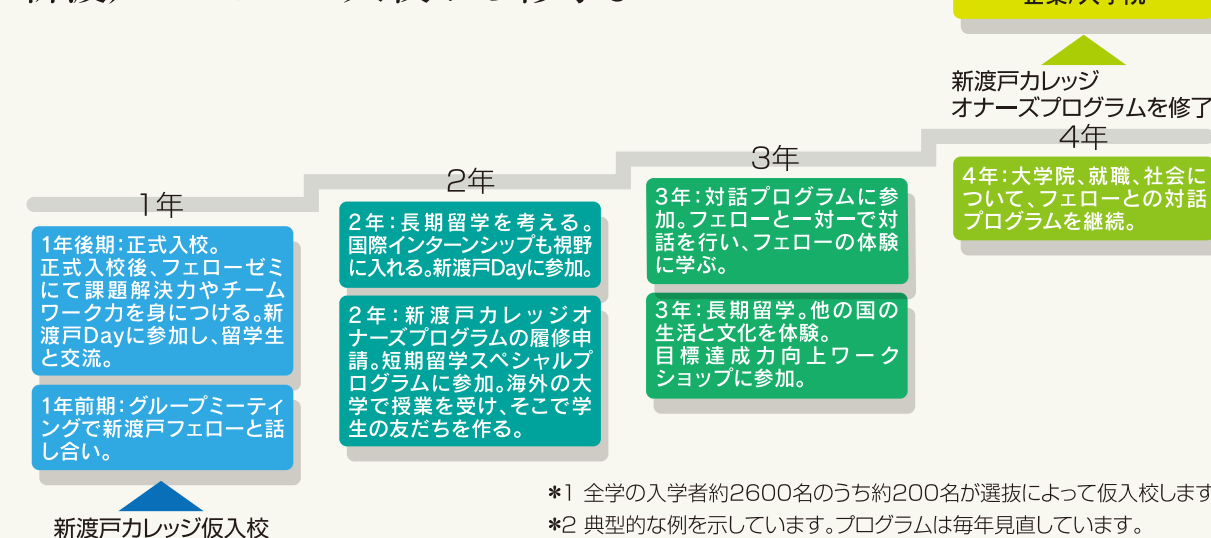 新渡戸カレッジ
オナーズプログラムを修了
1年
2年
3年
4年
1年後期：正式入校。
正式入校後、フェローゼミ
にて課題解決力やチーム
ワーク力を身につける。新
渡戸Dayに参加し、留学生
と交流。
1年前期：グループミーティ
ングで新渡戸フェローと話
し合い。
新渡戸カレッジ仮入校
2年：長期留学を考える。
国際インターンシップも視野
に入れる。新渡戸Dayに参加。
2年：新渡戸カレッジオ
ナーズプログラムの履修申
請。短期留学スペシャルプ
ログラムに参加。海外の大
学で授業を受け、そこで学
生の友だちを作る。
3年：対話プログラムに参
加。フェローと一対一で対
話を行い、フェローの体験
に学ぶ。
3年：長期留学。他の国の
生活と文化を体験。
目標達成力向上ワーク
ショップに参加。
4年：大学院、就職、社会に
ついて、フェローとの対話
プログラムを継続。
*1 全学の入学者約2600名のうち約200名が選抜によって仮入校します
*2 典型的な例を示しています。プログラムは毎年見直しています。